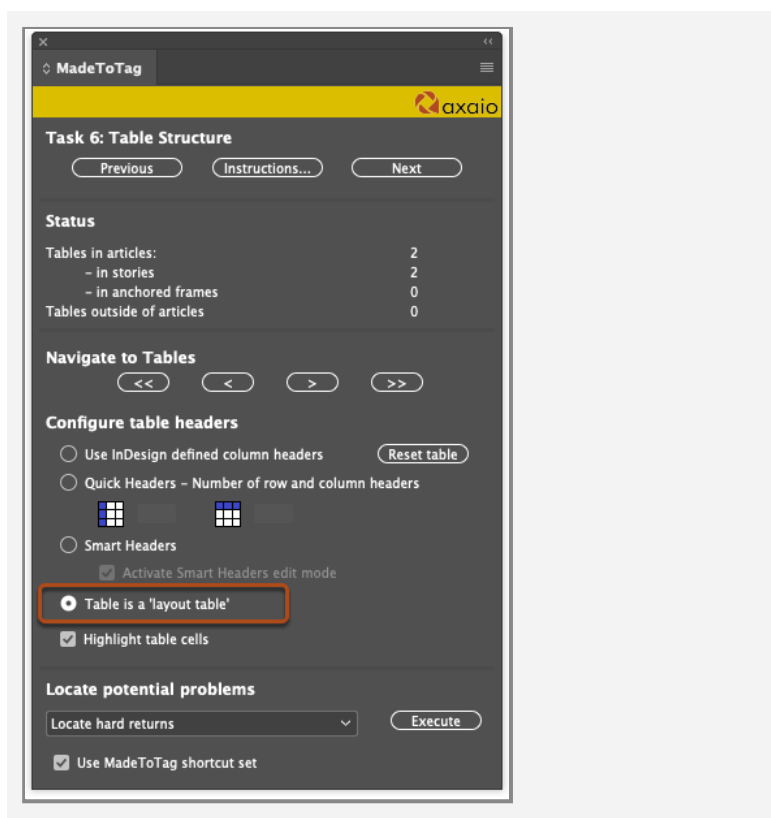 MadeToTag
axaio
Task 6: Table Structure
Previous Instructions... Next
Status
Tables in articles: 2
– in stories 2
– in anchored frames 0
Tables outside of articles 0
Navigate to Tables
<< < > >>
Configure table headers
Use InDesign defined column headers Reset table
Quick Headers – Number of row and column headers
Smart Headers
Activate Smart Headers edit mode
Table is a 'layout table'
Highlight table cells
Locate potential problems
Locate hard returns Execute
Use MadeToTag shortcut set